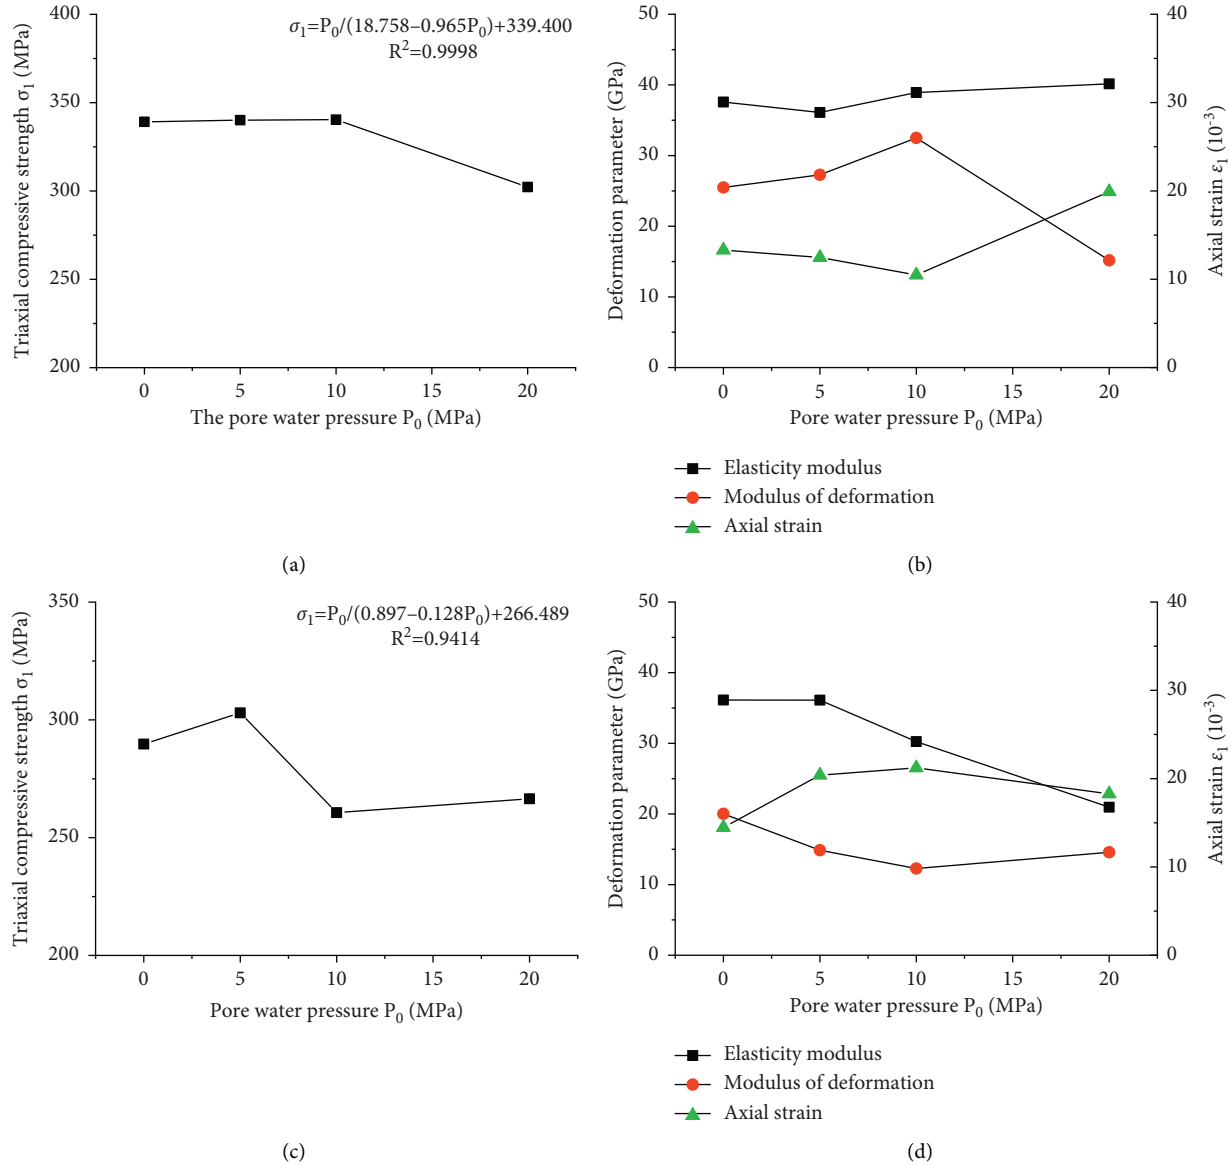 σ1=P0/(18.758–0.965P0)+339.400
R2=0.9998
Triaxial compressive strength σ1 (MPa)
400
350
300
250
200
0 5 10 15 20
The pore water pressure P0 (MPa)
(a)
Deformation parameter (GPa)
50
40
30
20
10
0
Axial strain ε1 (10-3)
40
30
20
10
0
0 5 10 15 20
Pore water pressure P0 (MPa)
Elasticity modulus
Modulus of deformation
Axial strain
(b)
σ1=P0/(0.897–0.128P0)+266.489
R2=0.9414
Triaxial compressive strength σ1 (MPa)
350
300
250
200
0 5 10 15 20
Pore water pressure P0 (MPa)
(c)
Deformation parameter (GPa)
50
40
30
20
10
0
Axial strain ε1 (10-3)
40
30
20
10
0
0 5 10 15 20
Pore water pressure P0 (MPa)
Elasticity modulus
Modulus of deformation
Axial strain
(d)